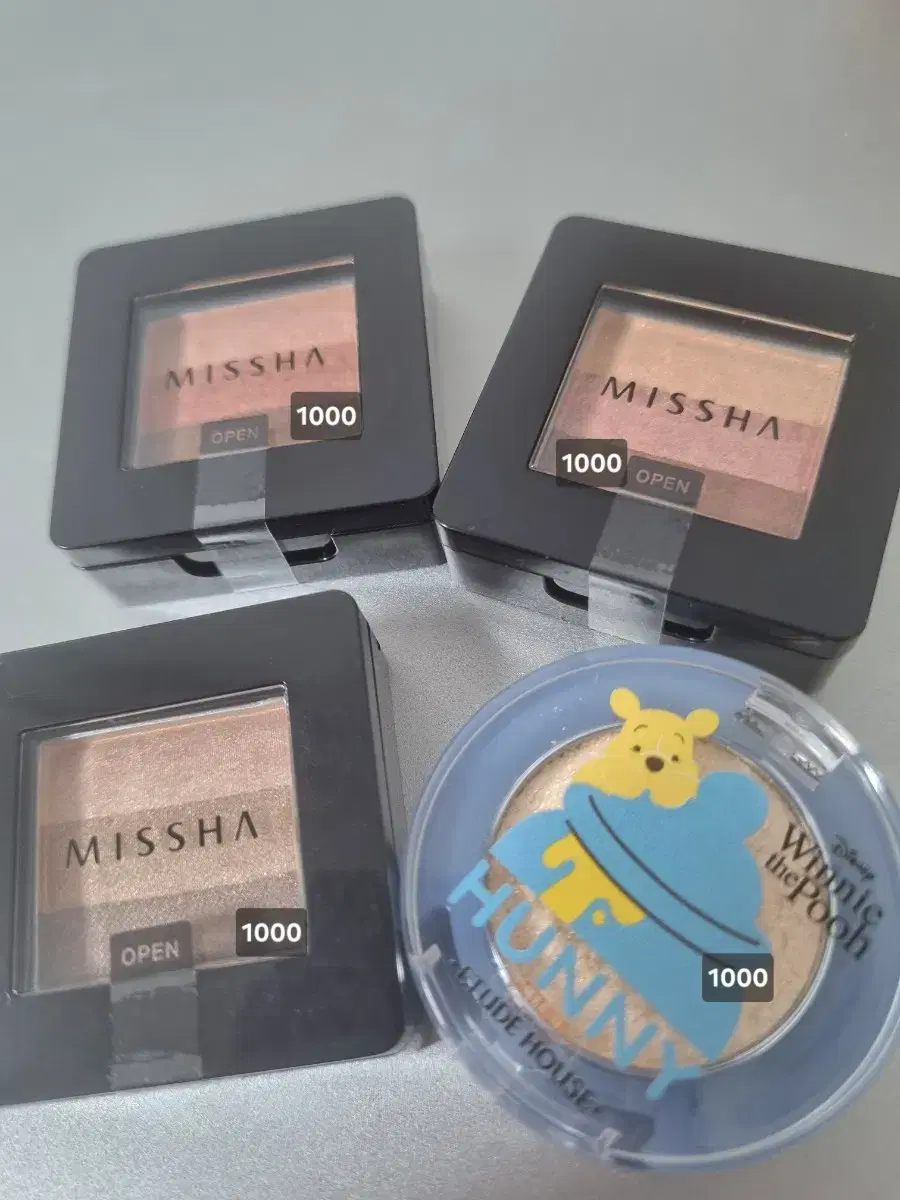 MISSHA
1000
OPEN
MISSHA
1000
OPEN
MISSHA
1000
OPEN
Disney
Winnie
the Pooh
HUNNY
1000
ETUDE HOUSE